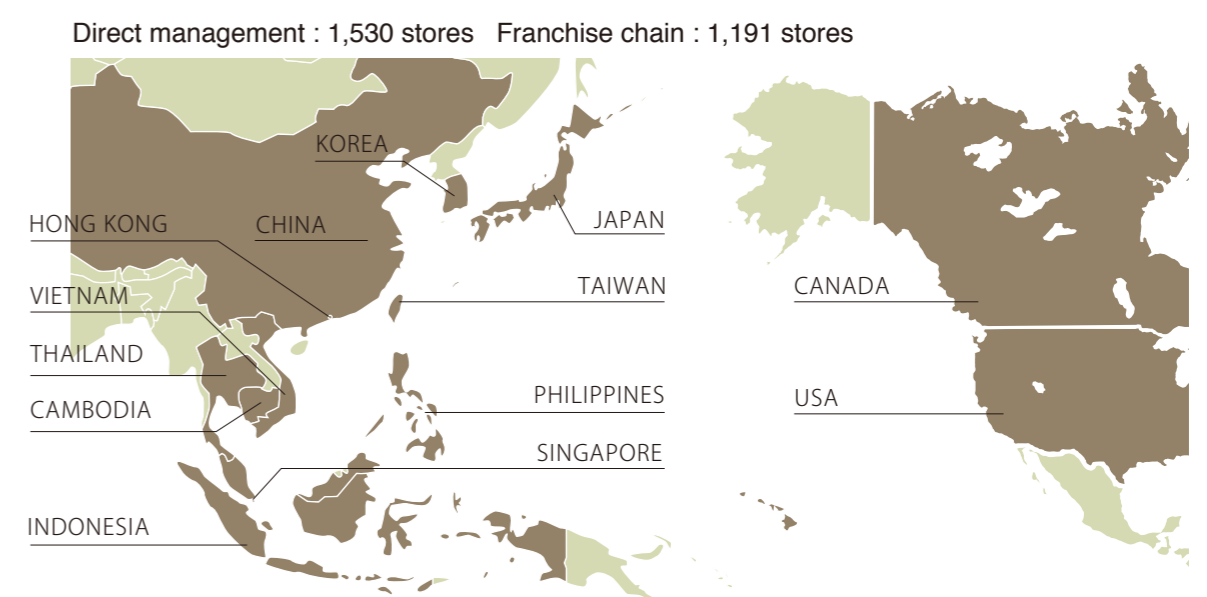 Direct management : 1,530 stores   Franchise chain : 1,191 stores
KOREA
HONG KONG
CHINA
JAPAN
VIETNAM
TAIWAN
CANADA
THAILAND
PHILIPPINES
USA
CAMBODIA
SINGAPORE
INDONESIA